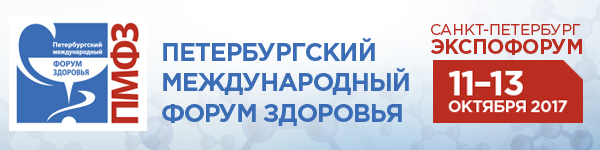 Петербургский
международный
ФОРУМ
ЗДОРОВЬЯ
ПМФЗ
ПЕТЕРБУРГСКИЙ
МЕЖДУНАРОДНЫЙ
ФОРУМ ЗДОРОВЬЯ
САНКТ-ПЕТЕРБУРГ
ЭКСПОФОРУМ
11–13
ОКТЯБРЯ 2017